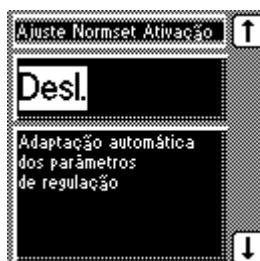 Ajuste Normset Ativação
Desl.
Adaptação automática
dos parâmetros
de regulação